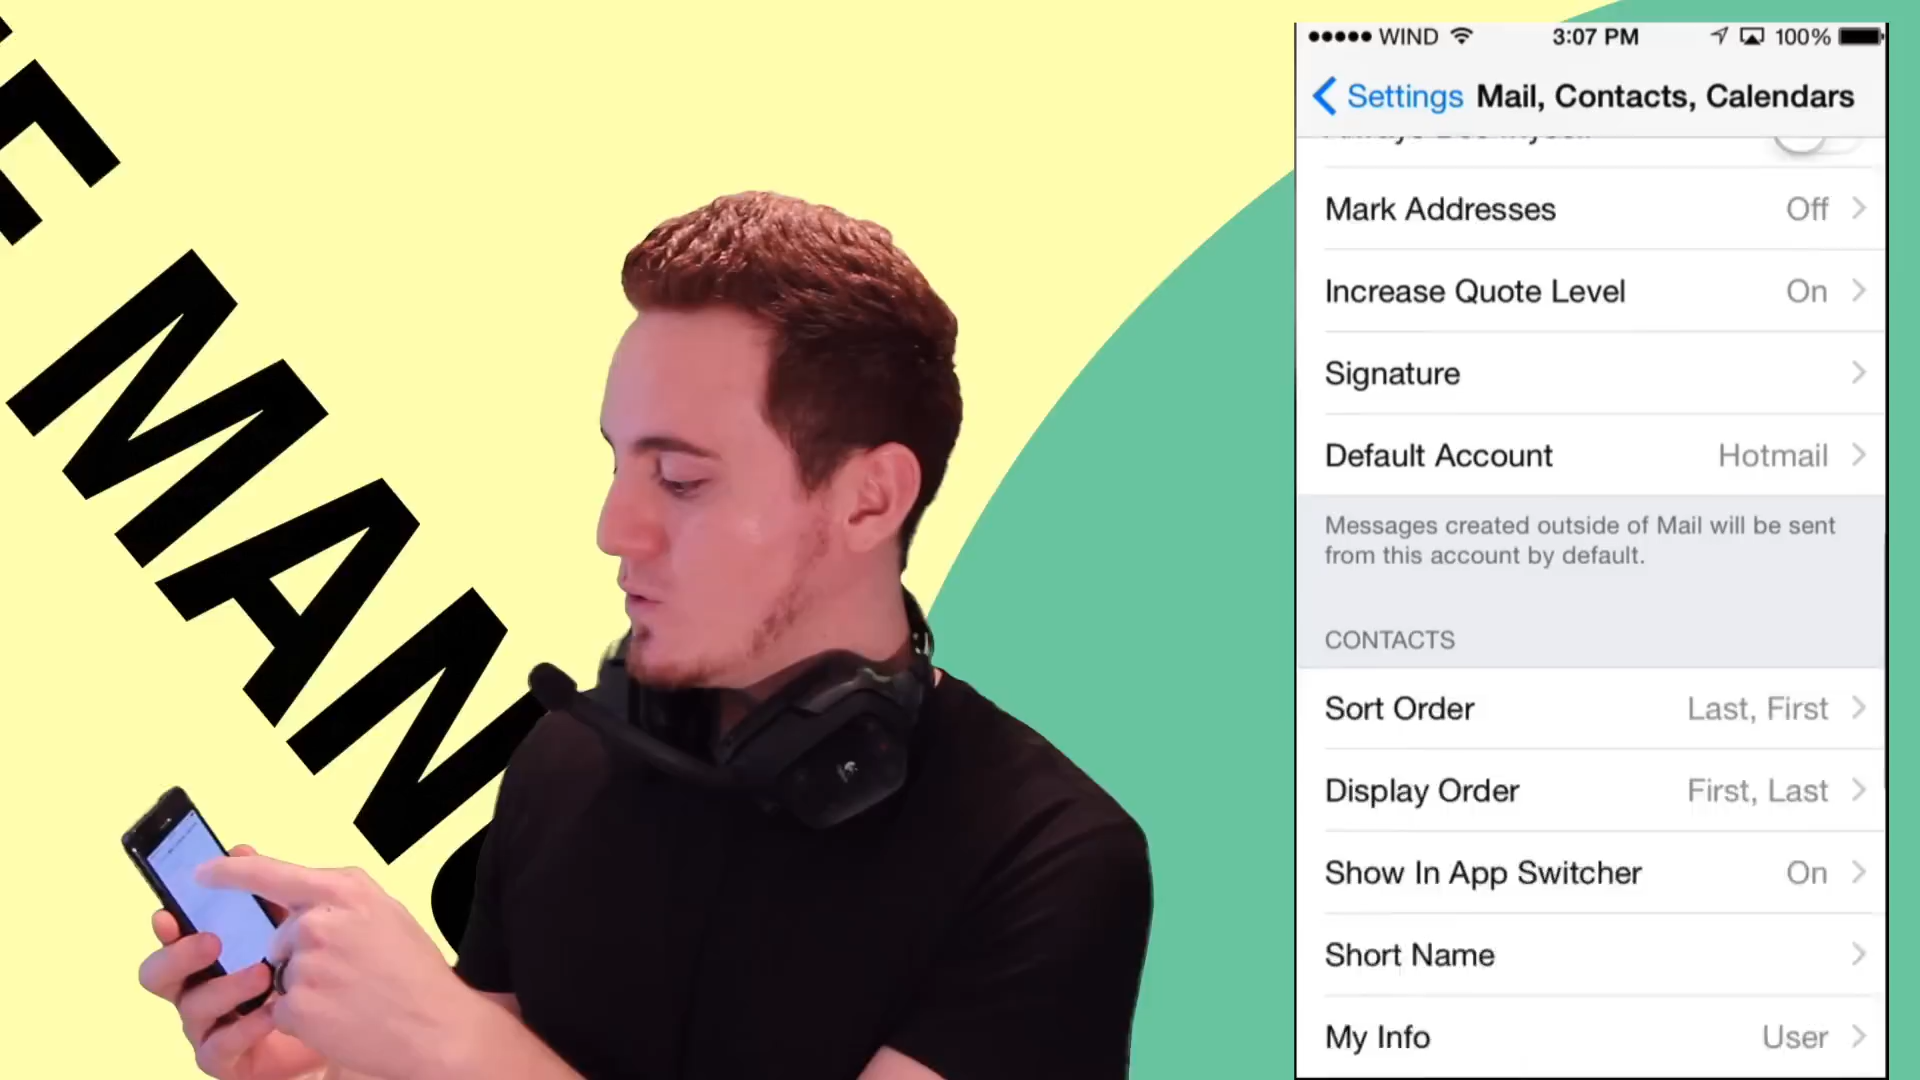 MAN
WIND 3:07 PM 100%
Settings Mail, Contacts, Calendars
Mark Addresses Off
Increase Quote Level On
Signature
Default Account Hotmail
Messages created outside of Mail will be sent
from this account by default.
CONTACTS
Sort Order Last, First
Display Order First, Last
Show In App Switcher On
Short Name
My Info User